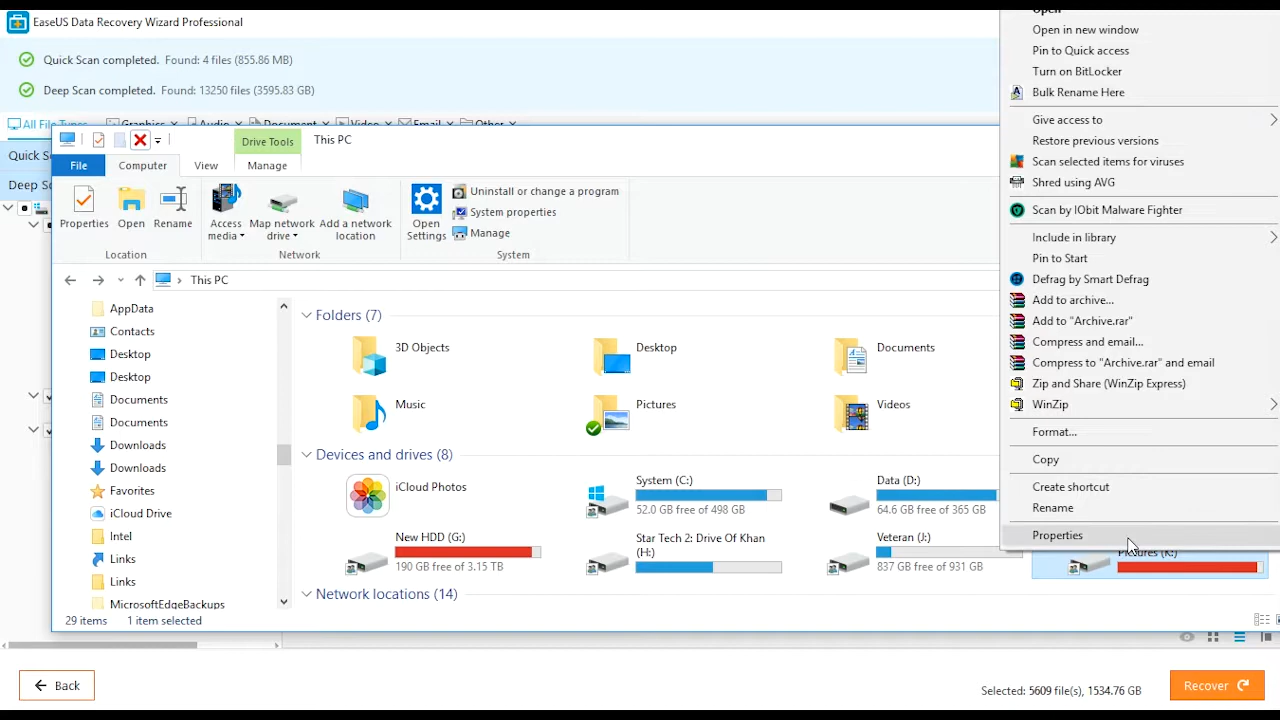 EaseUS Data Recovery Wizard Professional
Quick Scan completed. Found: 4 files (855.86 MB)
Deep Scan completed. Found: 13250 files (3595.83 GB)
All File Types Graphics Audio Document Video Email Other
Drive Tools This PC
File Computer View Manage
Properties Open Rename
Access media Map network drive Add a network location
Open Settings
Uninstall or change a program
System properties
Manage
Location Network System
This PC
AppData
Contacts
Desktop
Desktop
Documents
Documents
Downloads
Downloads
Favorites
iCloud Drive
Intel
Links
Links
MicrosoftEdgeBackups
Folders (7)
3D Objects Desktop Documents
Music Pictures Videos
Devices and drives (8)
iCloud Photos
System (C:)
52.0 GB free of 498 GB
Data (D:)
64.6 GB free of 365 GB
New HDD (G:)
190 GB free of 3.15 TB
Star Tech 2: Drive Of Khan
(H:)
Veteran (J:)
837 GB free of 931 GB
Pictures (K:)
Network locations (14)
29 items 1 item selected
Open
Open in new window
Pin to Quick access
Turn on BitLocker
Bulk Rename Here
Give access to
Restore previous versions
Scan selected items for viruses
Shred using AVG
Scan by IObit Malware Fighter
Include in library
Pin to Start
Defrag by Smart Defrag
Add to archive...
Add to "Archive.rar"
Compress and email...
Compress to "Archive.rar" and email
Zip and Share (WinZip Express)
WinZip
Format...
Copy
Create shortcut
Rename
Properties
Back
Selected: 5609 file(s), 1534.76 GB
Recover